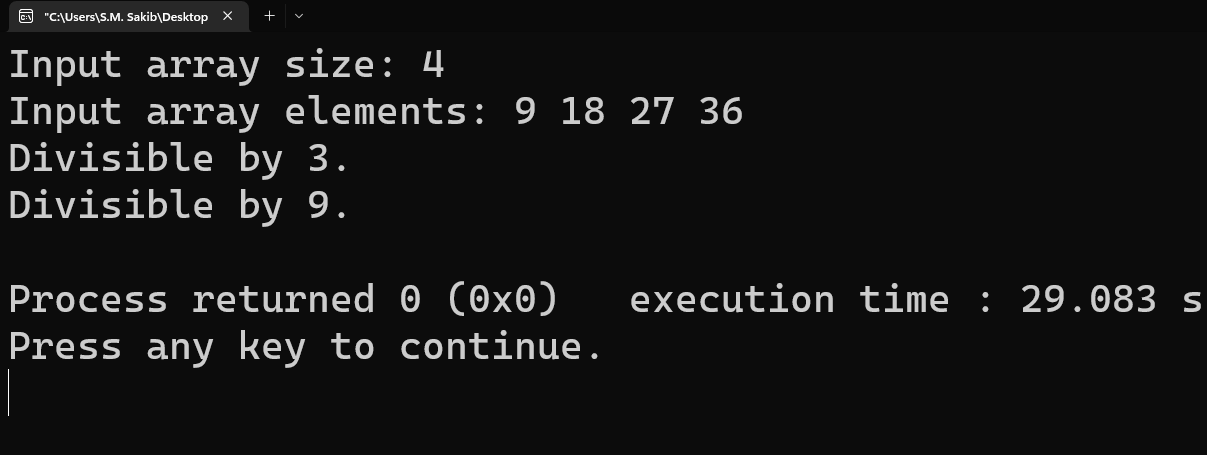 "C:\Users\S.M. Sakib\Desktop
Input array size: 4
Input array elements: 9 18 27 36
Divisible by 3.
Divisible by 9.
Process returned 0 (0x0)   execution time : 29.083 s
Press any key to continue.